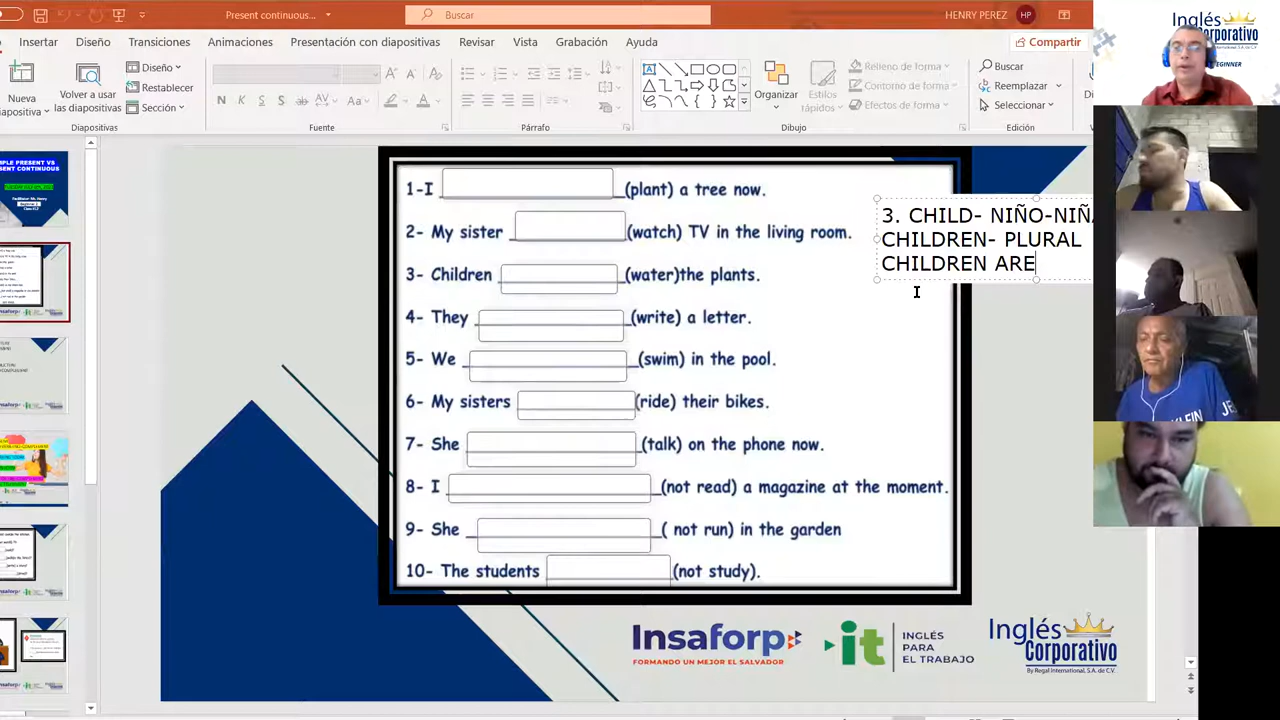 Present continuous...
Buscar
HENRY PEREZ
HP
Insertar
Diseño
Transiciones
Animaciones
Presentación con diapositivas
Revisar
Vista
Grabación
Ayuda
Compartir
Nueva
diapositiva
Volver a usar
las diapositivas
Diseño
Restablecer
Sección
Diapositivas
N
K
S
ab
AV
Aa
A
Fuente
Párrafo
Organizar
Estilos
rápidos
Relleno de forma
Contorno de forma
Efectos de forma
Dibujo
Buscar
Reemplazar
Seleccionar
Edición
Inglés
Corporativo
1-I (plant) a tree now.
2- My sister (watch) TV in the living room.
3- Children (water)the plants.
4- They (write) a letter.
5- We (swim) in the pool.
6- My sisters (ride) their bikes.
7- She (talk) on the phone now.
8- I (not read) a magazine at the moment.
9- She ( not run) in the garden
10- The students (not study).
3. CHILD- NIÑO-NIÑ
CHILDREN- PLURAL
CHILDREN ARE
Insaforp
FORMANDO UN MEJOR EL SALVADOR
it
INGLÉS
PARA
EL TRABAJO
Inglés
Corporativo
By Regal International, S.A. de C.V.